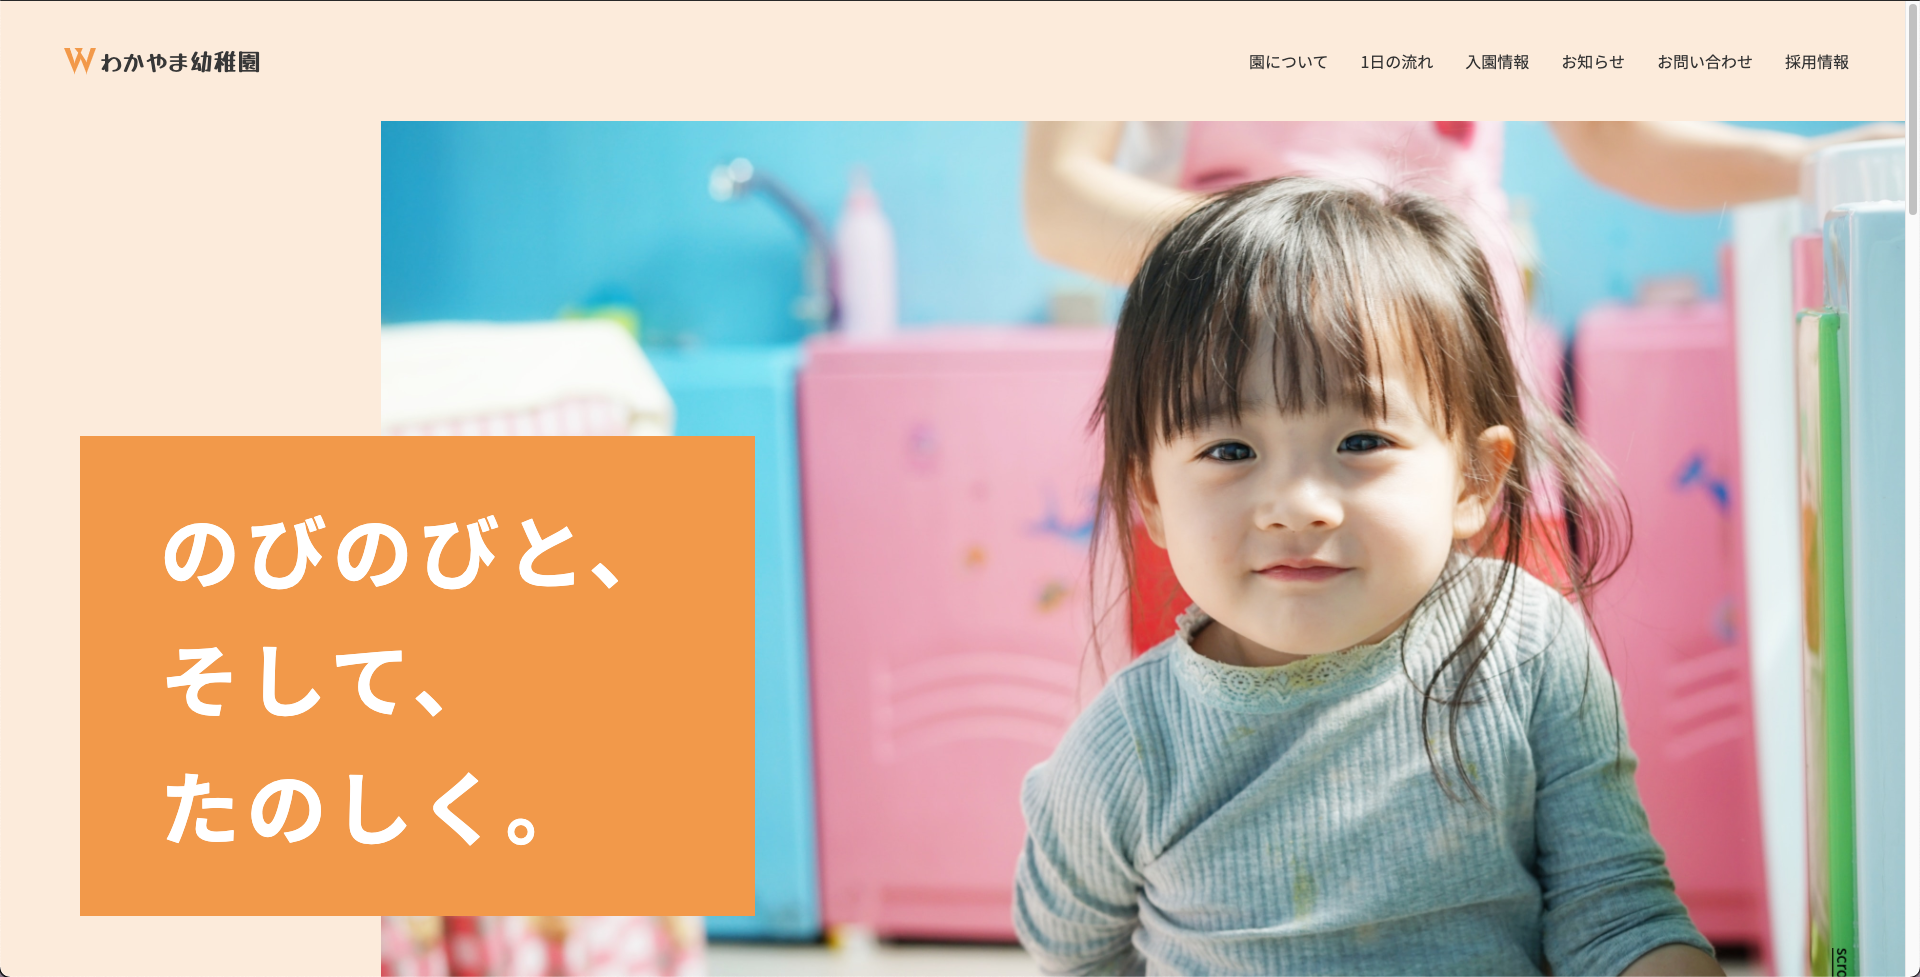 わかやま幼稚園
園について 1日の流れ 入園情報 お知らせ お問い合わせ 採用情報
のびのびと、
そして、
たのしく。
scro